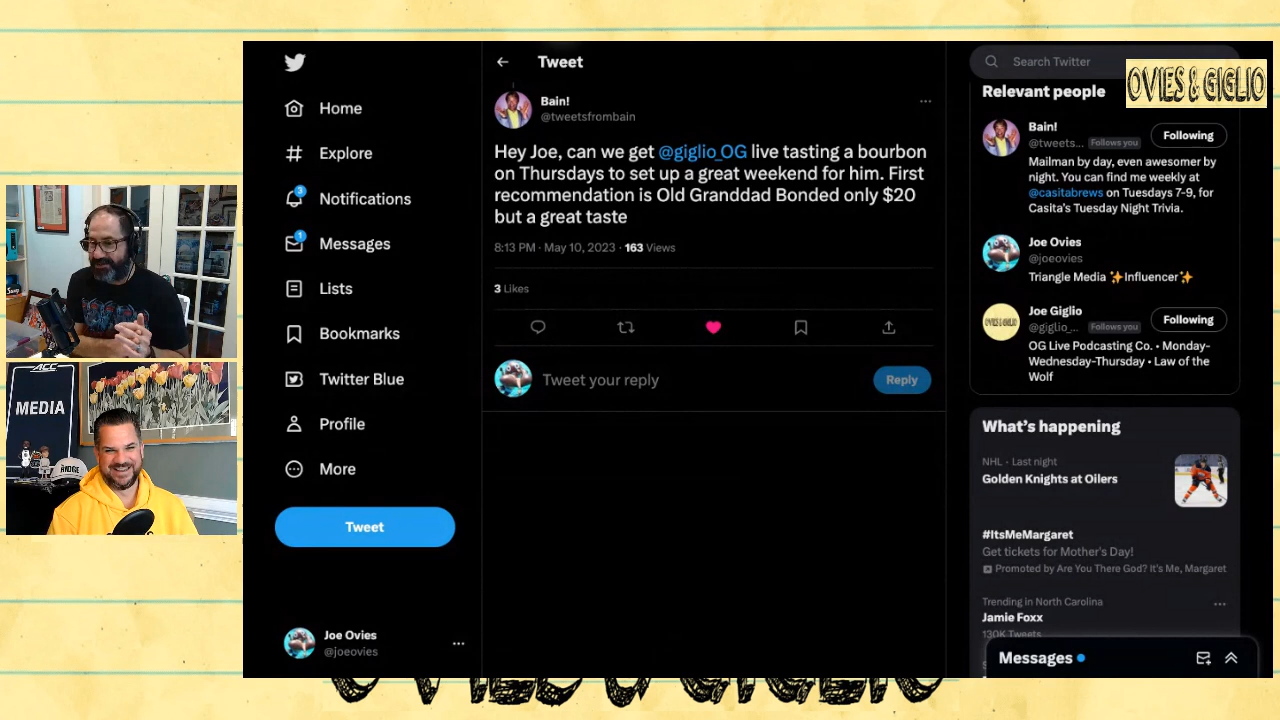 Home
Explore
3
Notifications
1
Messages
Lists
Bookmarks
Twitter Blue
Profile
More
Tweet
Joe Ovies
@joeovies
Tweet
Bain!
@tweetsfrombain
Hey Joe, can we get @giglio_OG live tasting a bourbon
on Thursdays to set up a great weekend for him. First
recommendation is Old Granddad Bonded only $20
but a great taste
8:13 PM · May 10, 2023 · 163 Views
3 Likes
Tweet your reply
Reply
Search Twitter
OVIES & GIGLIO
Relevant people
Bain!
@tweets... Follows you
Following
Mailman by day, even awesomer by
night. You can find me weekly at
@casitabrews on Tuesdays 7-9, for
Casita's Tuesday Night Trivia.
Joe Ovies
@joeovies
Triangle Media ✨Influencer✨
Joe Giglio
@giglio_... Follows you
Following
OG Live Podcasting Co. • Monday-
Wednesday-Thursday • Law of the
Wolf
What's happening
NHL · Last night
Golden Knights at Oilers
#ItsMeMargaret
Get tickets for Mother's Day!
Promoted by Are You There God? It's Me, Margaret
Trending in North Carolina
Jamie Foxx
130K Tweets
Messages
ACC
MEDIA
RIDGE
OVIES & GIGLIO